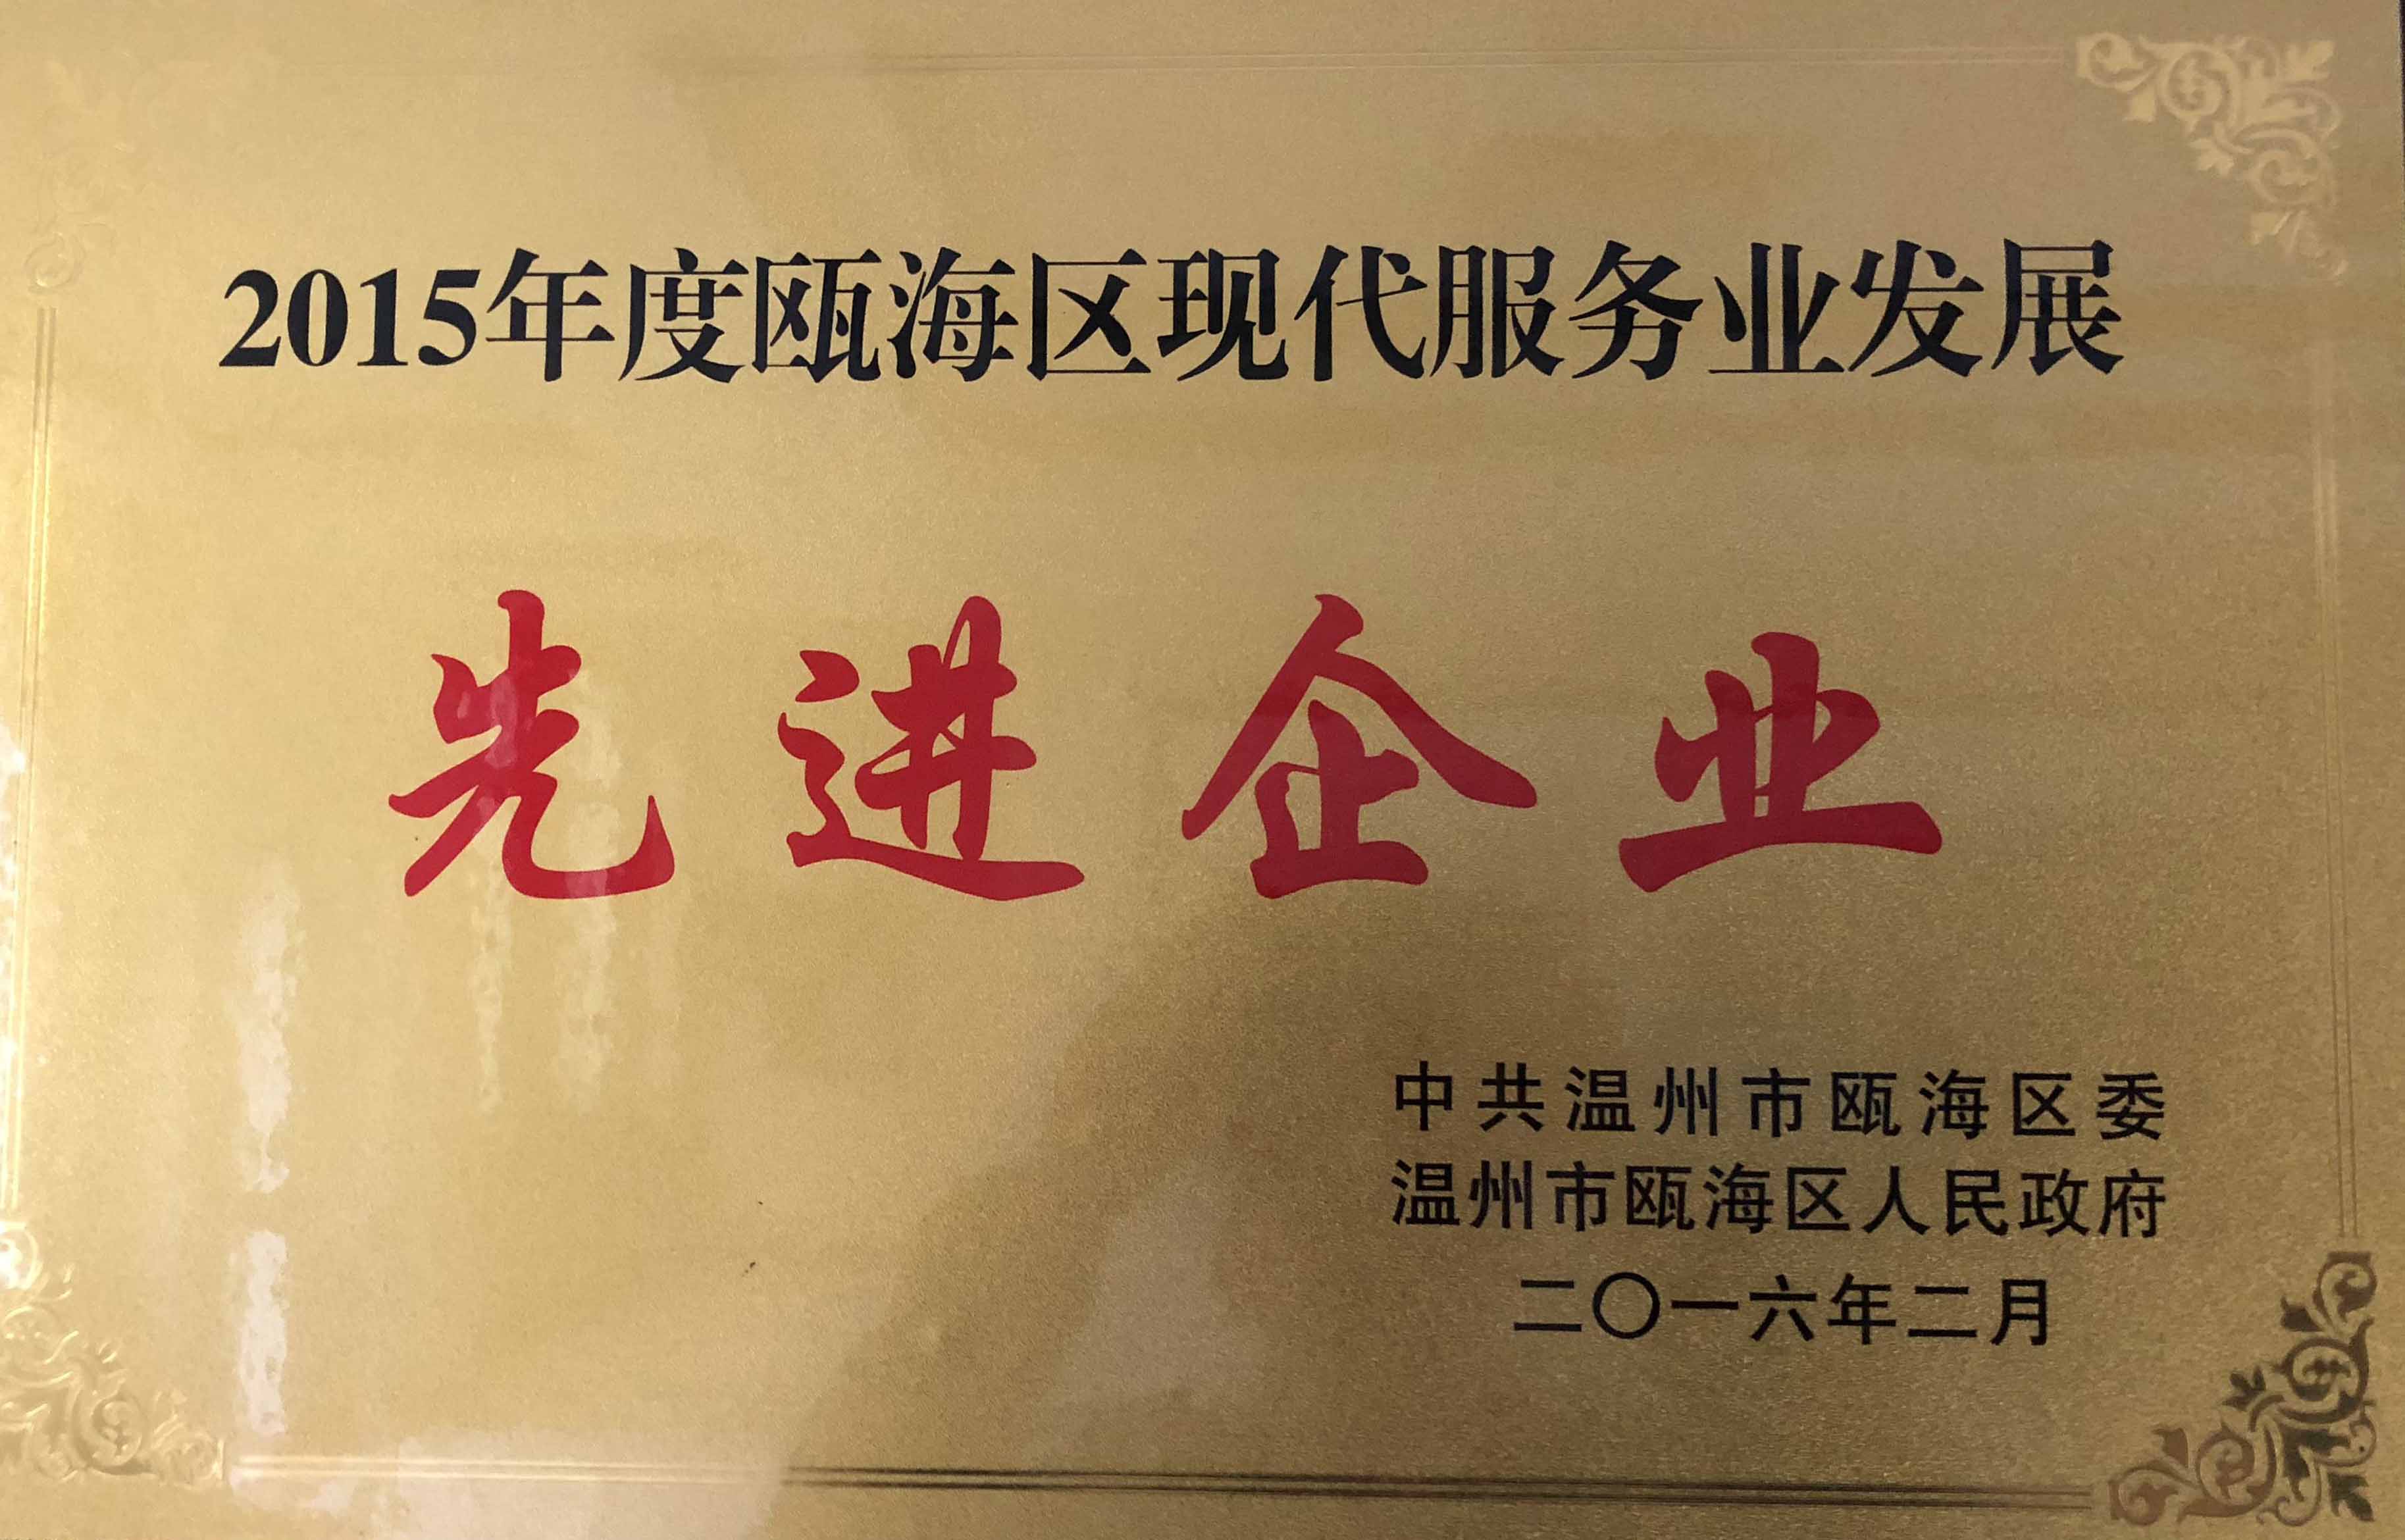 2015年度瓯海区现代服务业发展
先进企业
中共温州市瓯海区委
温州市瓯海区人民政府
二〇一六年二月